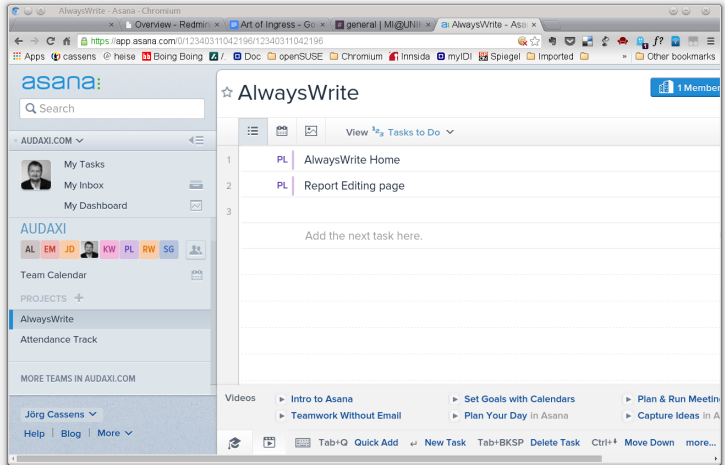 AlwaysWrite - Asana - Chromium
Overview - Redmin
Art of Ingress - Go
general | MI@UNIH
AlwaysWrite - Asa
https://app.asana.com/0/12340311042196/12340311042196
Apps
cassens
@ heise
Boing Boing
/.
Doc
openSUSE
Chromium
Innsida
myIDI
Spiegel
Imported
»
Other bookmarks
asana:
Search
AlwaysWrite
1 Member
AUDAXI.COM
View Tasks to Do
My Tasks
My Inbox
My Dashboard
1 PL AlwaysWrite Home
2 PL Report Editing page
3
Add the next task here.
AUDAXI
AL EM JD KW PL RW SG
Team Calendar
PROJECTS +
AlwaysWrite
Attendance Track
MORE TEAMS IN AUDAXI.COM
Jörg Cassens
Help | Blog | More
Videos
Intro to Asana
Set Goals with Calendars
Plan & Run Meetin
Teamwork Without Email
Plan Your Day in Asana
Capture Ideas in A
Tab+Q Quick Add ↵ New Task Tab+BKSP Delete Task Ctrl+↓ Move Down more...